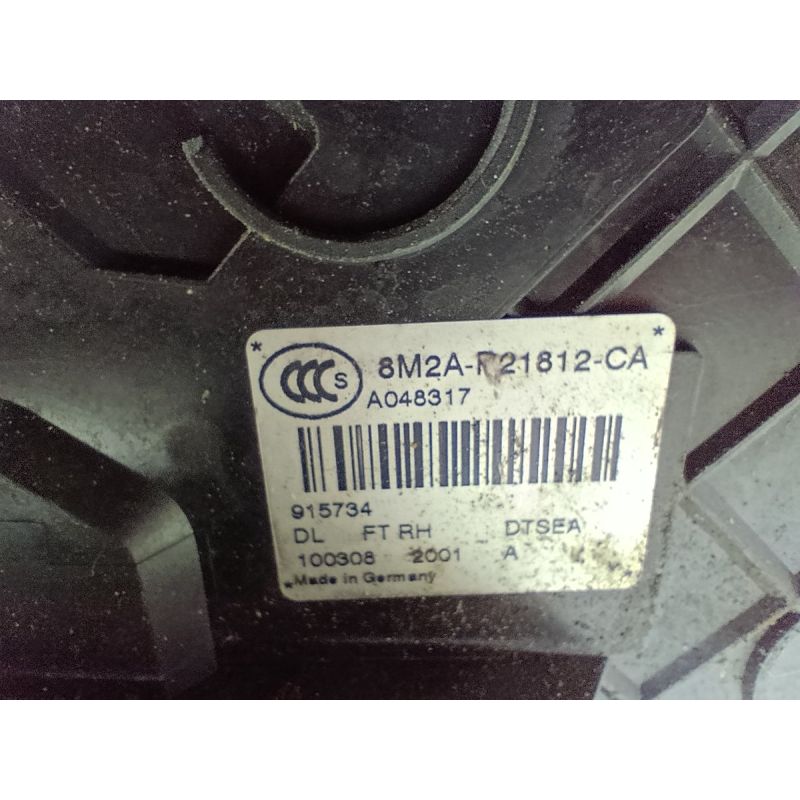 CCC S
8M2A-R21812-CA
A048317
915734
DL FT RH DTSEA
100308 2001 A
Made in Germany